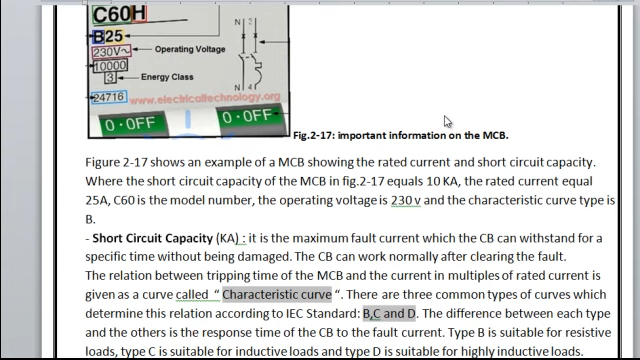 C60H
N 2
B25
230V~ Operating Voltage
10000
3 Energy Class
N 4
24716 www.electricaltechnology.org
0·OFF 0·OFF
Fig.2-17: important information on the MCB.
Figure 2-17 shows an example of a MCB showing the rated current and short circuit capacity.
Where the short circuit capacity of the MCB in fig.2-17 equals 10 KA, the rated current equal
25A, C60 is the model number, the operating voltage is 230 v and the characteristic curve type is
B.
- Short Circuit Capacity (KA) : it is the maximum fault current which the CB can withstand for a
specific time without being damaged. The CB can work normally after clearing the fault.
The relation between tripping time of the MCB and the current in multiples of rated current is
given as a curve called “ Characteristic curve “. There are three common types of curves which
determine this relation according to IEC Standard: B,C and D. The difference between each type
and the others is the response time of the CB to the fault current. Type B is suitable for resistive
loads, type C is suitable for inductive loads and type D is suitable for highly inductive loads.